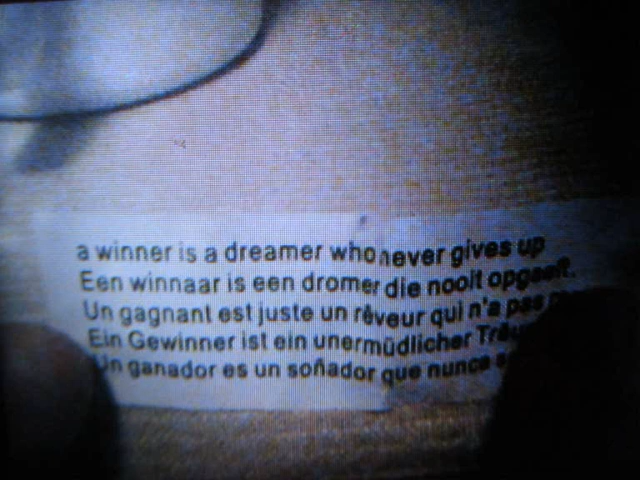 a winner is a dreamer who never gives up
Een winnaar is een dromer die nooit opgeeft.
Un gagnant est juste un rêveur qui n'a pas
Ein Gewinner ist ein unermüdlicher
Un ganador es un soñador que nunca